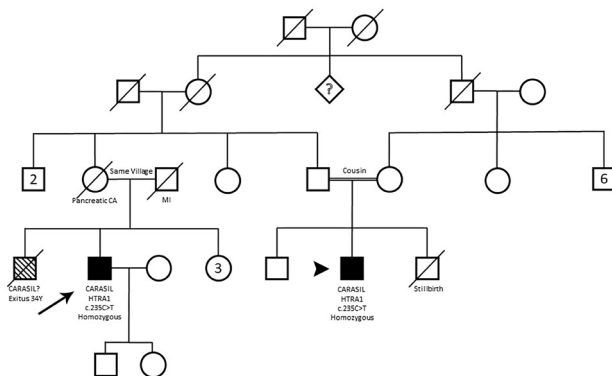 ?
Same Village
Cousin
2
6
Pancreatic CA
MI
3
CARASIL?
Exitus 34Y
CARASIL
HTRA1
c.235C>T
Homozygous
CARASIL
HTRA1
c.235C>T
Homozygous
Stillbirth